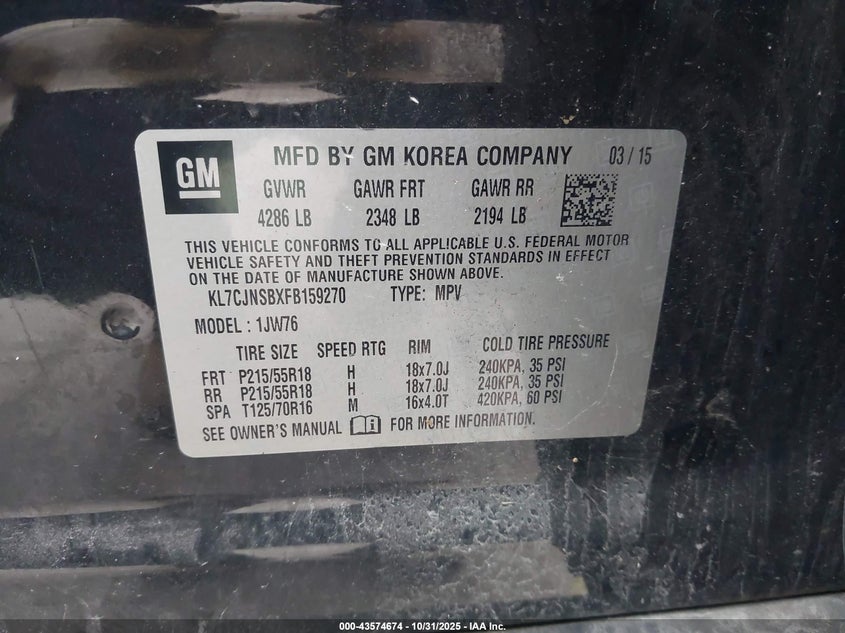 GM
MFD BY GM KOREA COMPANY 03 / 15
GVWR GAWR FRT GAWR RR
4286 LB 2348 LB 2194 LB
THIS VEHICLE CONFORMS TO ALL APPLICABLE U.S. FEDERAL MOTOR
VEHICLE SAFETY AND THEFT PREVENTION STANDARDS IN EFFECT
ON THE DATE OF MANUFACTURE SHOWN ABOVE.
KL7CJNSBXFB159270 TYPE: MPV
MODEL : 1JW76
TIRE SIZE SPEED RTG RIM COLD TIRE PRESSURE
FRT P215/55R18 H 18x7.0J 240KPA, 35 PSI
RR P215/55R18 H 18x7.0J 240KPA, 35 PSI
SPA T125/70R16 M 16x4.0T 420KPA, 60 PSI
SEE OWNER'S MANUAL FOR MORE INFORMATION.
000-43574674 | 10/31/2025 - IAA Inc.